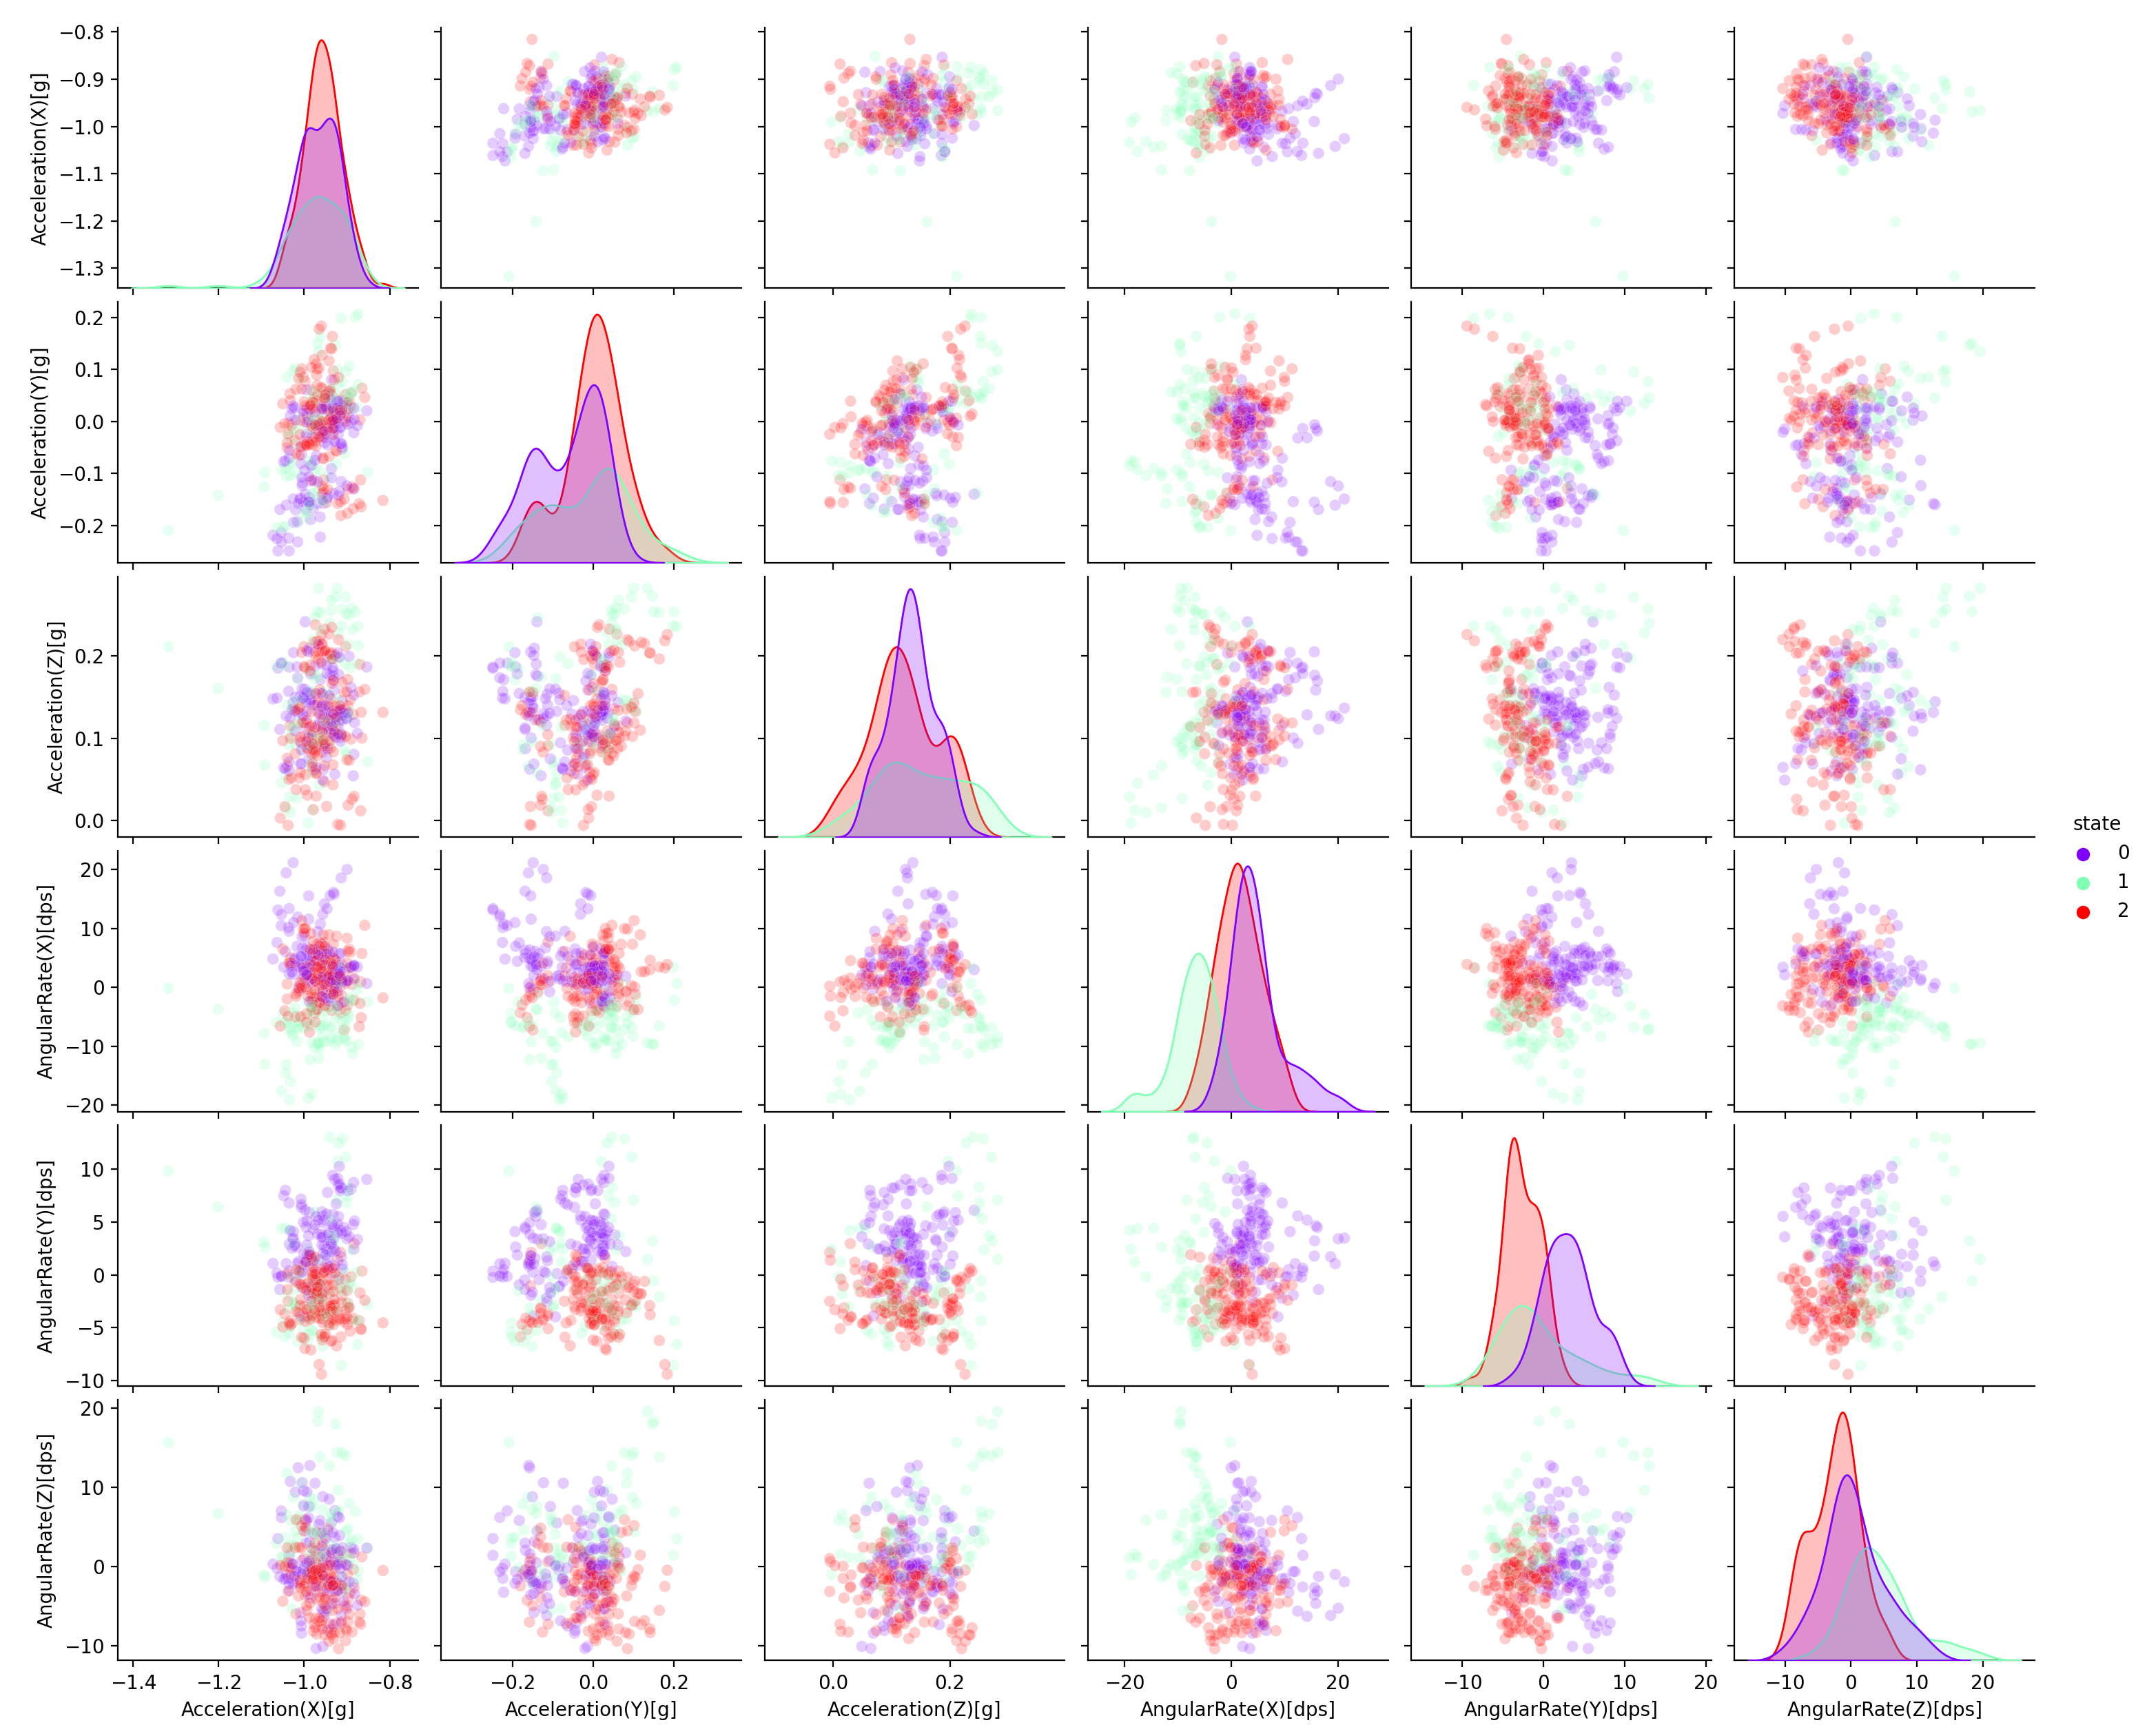 −0.8
−0.9
−1.0
−1.1
−1.2
−1.3
Acceleration(X)[g]
0.2
0.1
0.0
−0.1
−0.2
Acceleration(Y)[g]
0.2
0.1
0.0
Acceleration(Z)[g]
20
10
0
−10
−20
AngularRate(X)[dps]
10
5
0
−5
−10
AngularRate(Y)[dps]
20
10
0
−10
AngularRate(Z)[dps]
−1.4 −1.2 −1.0 −0.8
−0.2 0.0 0.2
0.0 0.2
−20 0 20
−10 0 10 20
−10 0 10 20
Acceleration(X)[g]
Acceleration(Y)[g]
Acceleration(Z)[g]
AngularRate(X)[dps]
AngularRate(Y)[dps]
AngularRate(Z)[dps]
state
0
1
2